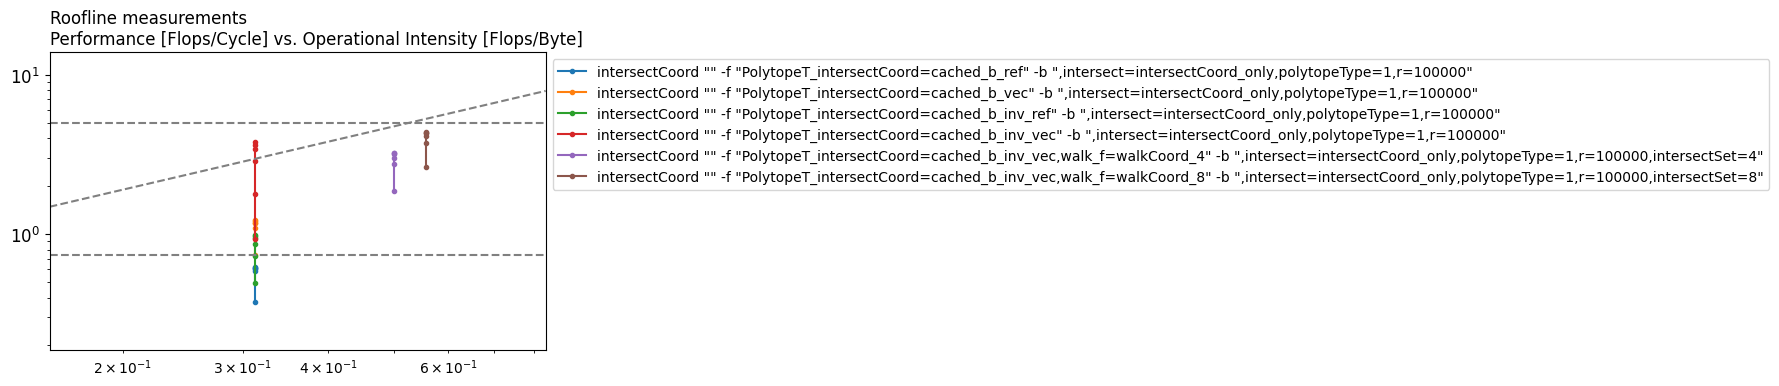 Roofline measurements
Performance [Flops/Cycle] vs. Operational Intensity [Flops/Byte]
10¹
10⁰
2 × 10⁻¹
3 × 10⁻¹
4 × 10⁻¹
6 × 10⁻¹
intersectCoord "" -f "PolytopeT_intersectCoord=cached_b_ref" -b ",intersect=intersectCoord_only,polytopeType=1,r=100000"
intersectCoord "" -f "PolytopeT_intersectCoord=cached_b_vec" -b ",intersect=intersectCoord_only,polytopeType=1,r=100000"
intersectCoord "" -f "PolytopeT_intersectCoord=cached_b_inv_ref" -b ",intersect=intersectCoord_only,polytopeType=1,r=100000"
intersectCoord "" -f "PolytopeT_intersectCoord=cached_b_inv_vec" -b ",intersect=intersectCoord_only,polytopeType=1,r=100000"
intersectCoord "" -f "PolytopeT_intersectCoord=cached_b_inv_vec,walk_f=walkCoord_4" -b ",intersect=intersectCoord_only,polytopeType=1,r=100000,intersectSet=4"
intersectCoord "" -f "PolytopeT_intersectCoord=cached_b_inv_vec,walk_f=walkCoord_8" -b ",intersect=intersectCoord_only,polytopeType=1,r=100000,intersectSet=8"